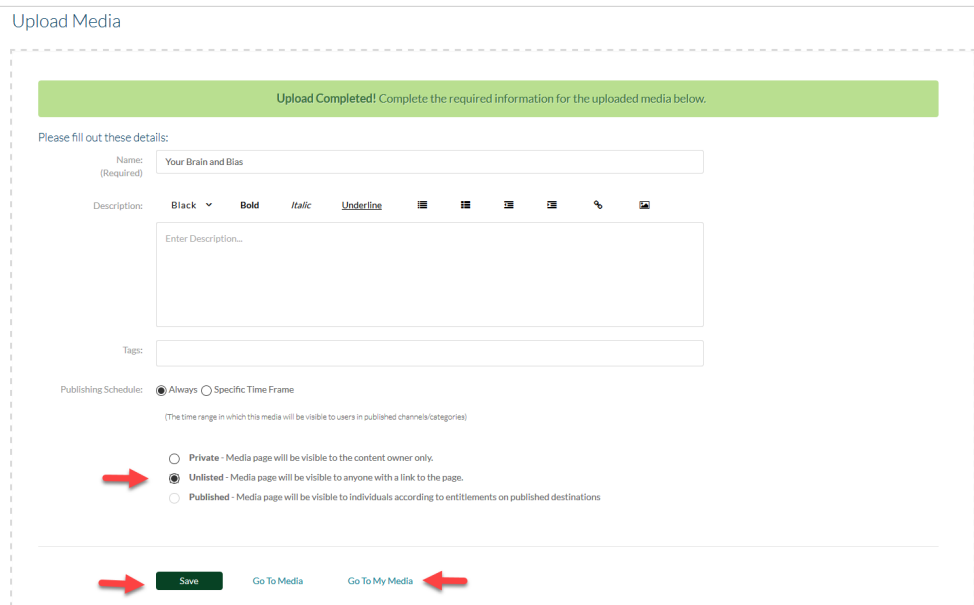 Upload Media
Upload Completed! Complete the required information for the uploaded media below.
Please fill out these details:
Name:
(Required)
Your Brain and Bias
Description:
Black Bold Italic Underline
Enter Description...
Tags:
Publishing Schedule: Always Specific Time Frame
(The time range in which this media will be visible to users in published channels/categories)
Private - Media page will be visible to the content owner only.
Unlisted - Media page will be visible to anyone with a link to the page.
Published - Media page will be visible to individuals according to entitlements on published destinations
Save Go To Media Go To My Media